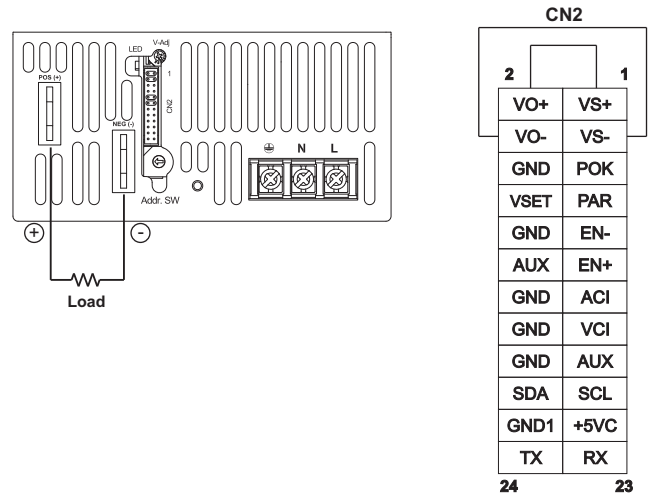 V-Adj
LED
POS (+)
1
CN2
NEG (-)
N L
Addr. SW
+ -
Load
CN2
2 1
VO+ VS+
VO- VS-
GND POK
VSET PAR
GND EN-
AUX EN+
GND ACI
GND VCI
GND AUX
SDA SCL
GND1 +5VC
TX RX
24 23